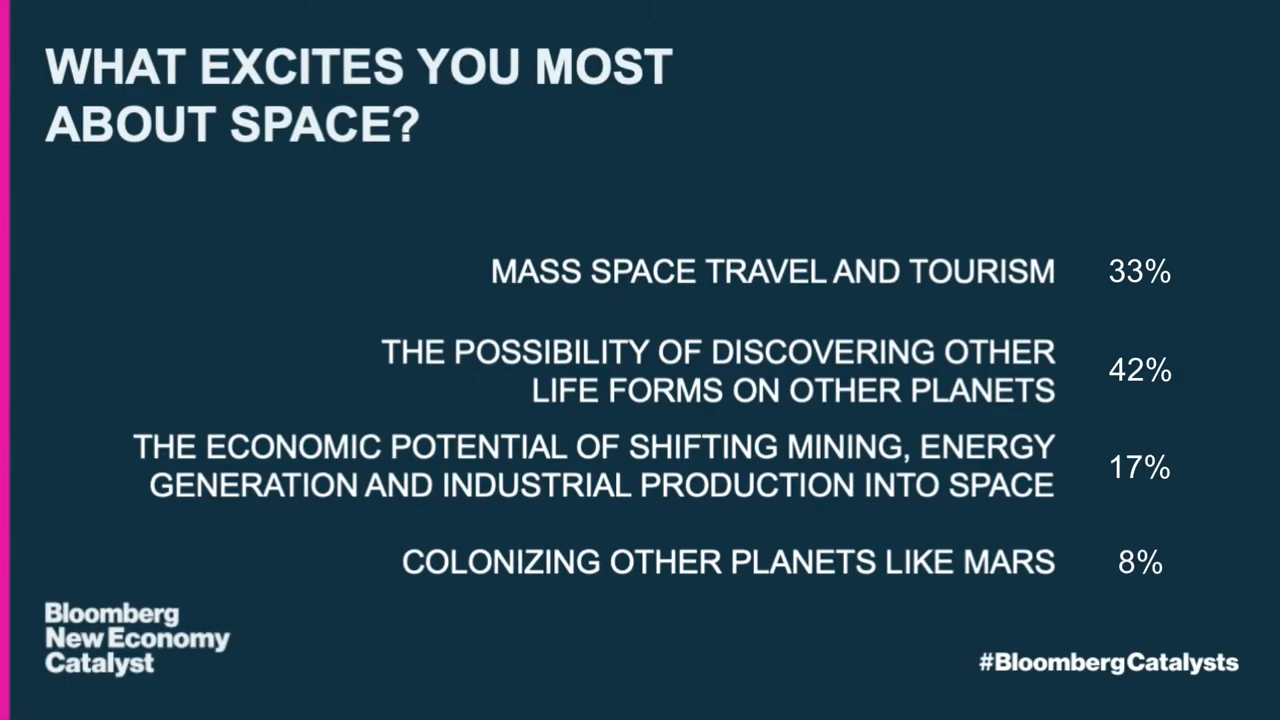 WHAT EXCITES YOU MOST
ABOUT SPACE?
MASS SPACE TRAVEL AND TOURISM 33%
THE POSSIBILITY OF DISCOVERING OTHER
LIFE FORMS ON OTHER PLANETS 42%
THE ECONOMIC POTENTIAL OF SHIFTING MINING, ENERGY
GENERATION AND INDUSTRIAL PRODUCTION INTO SPACE 17%
COLONIZING OTHER PLANETS LIKE MARS 8%
Bloomberg
New Economy
Catalyst
#BloombergCatalysts